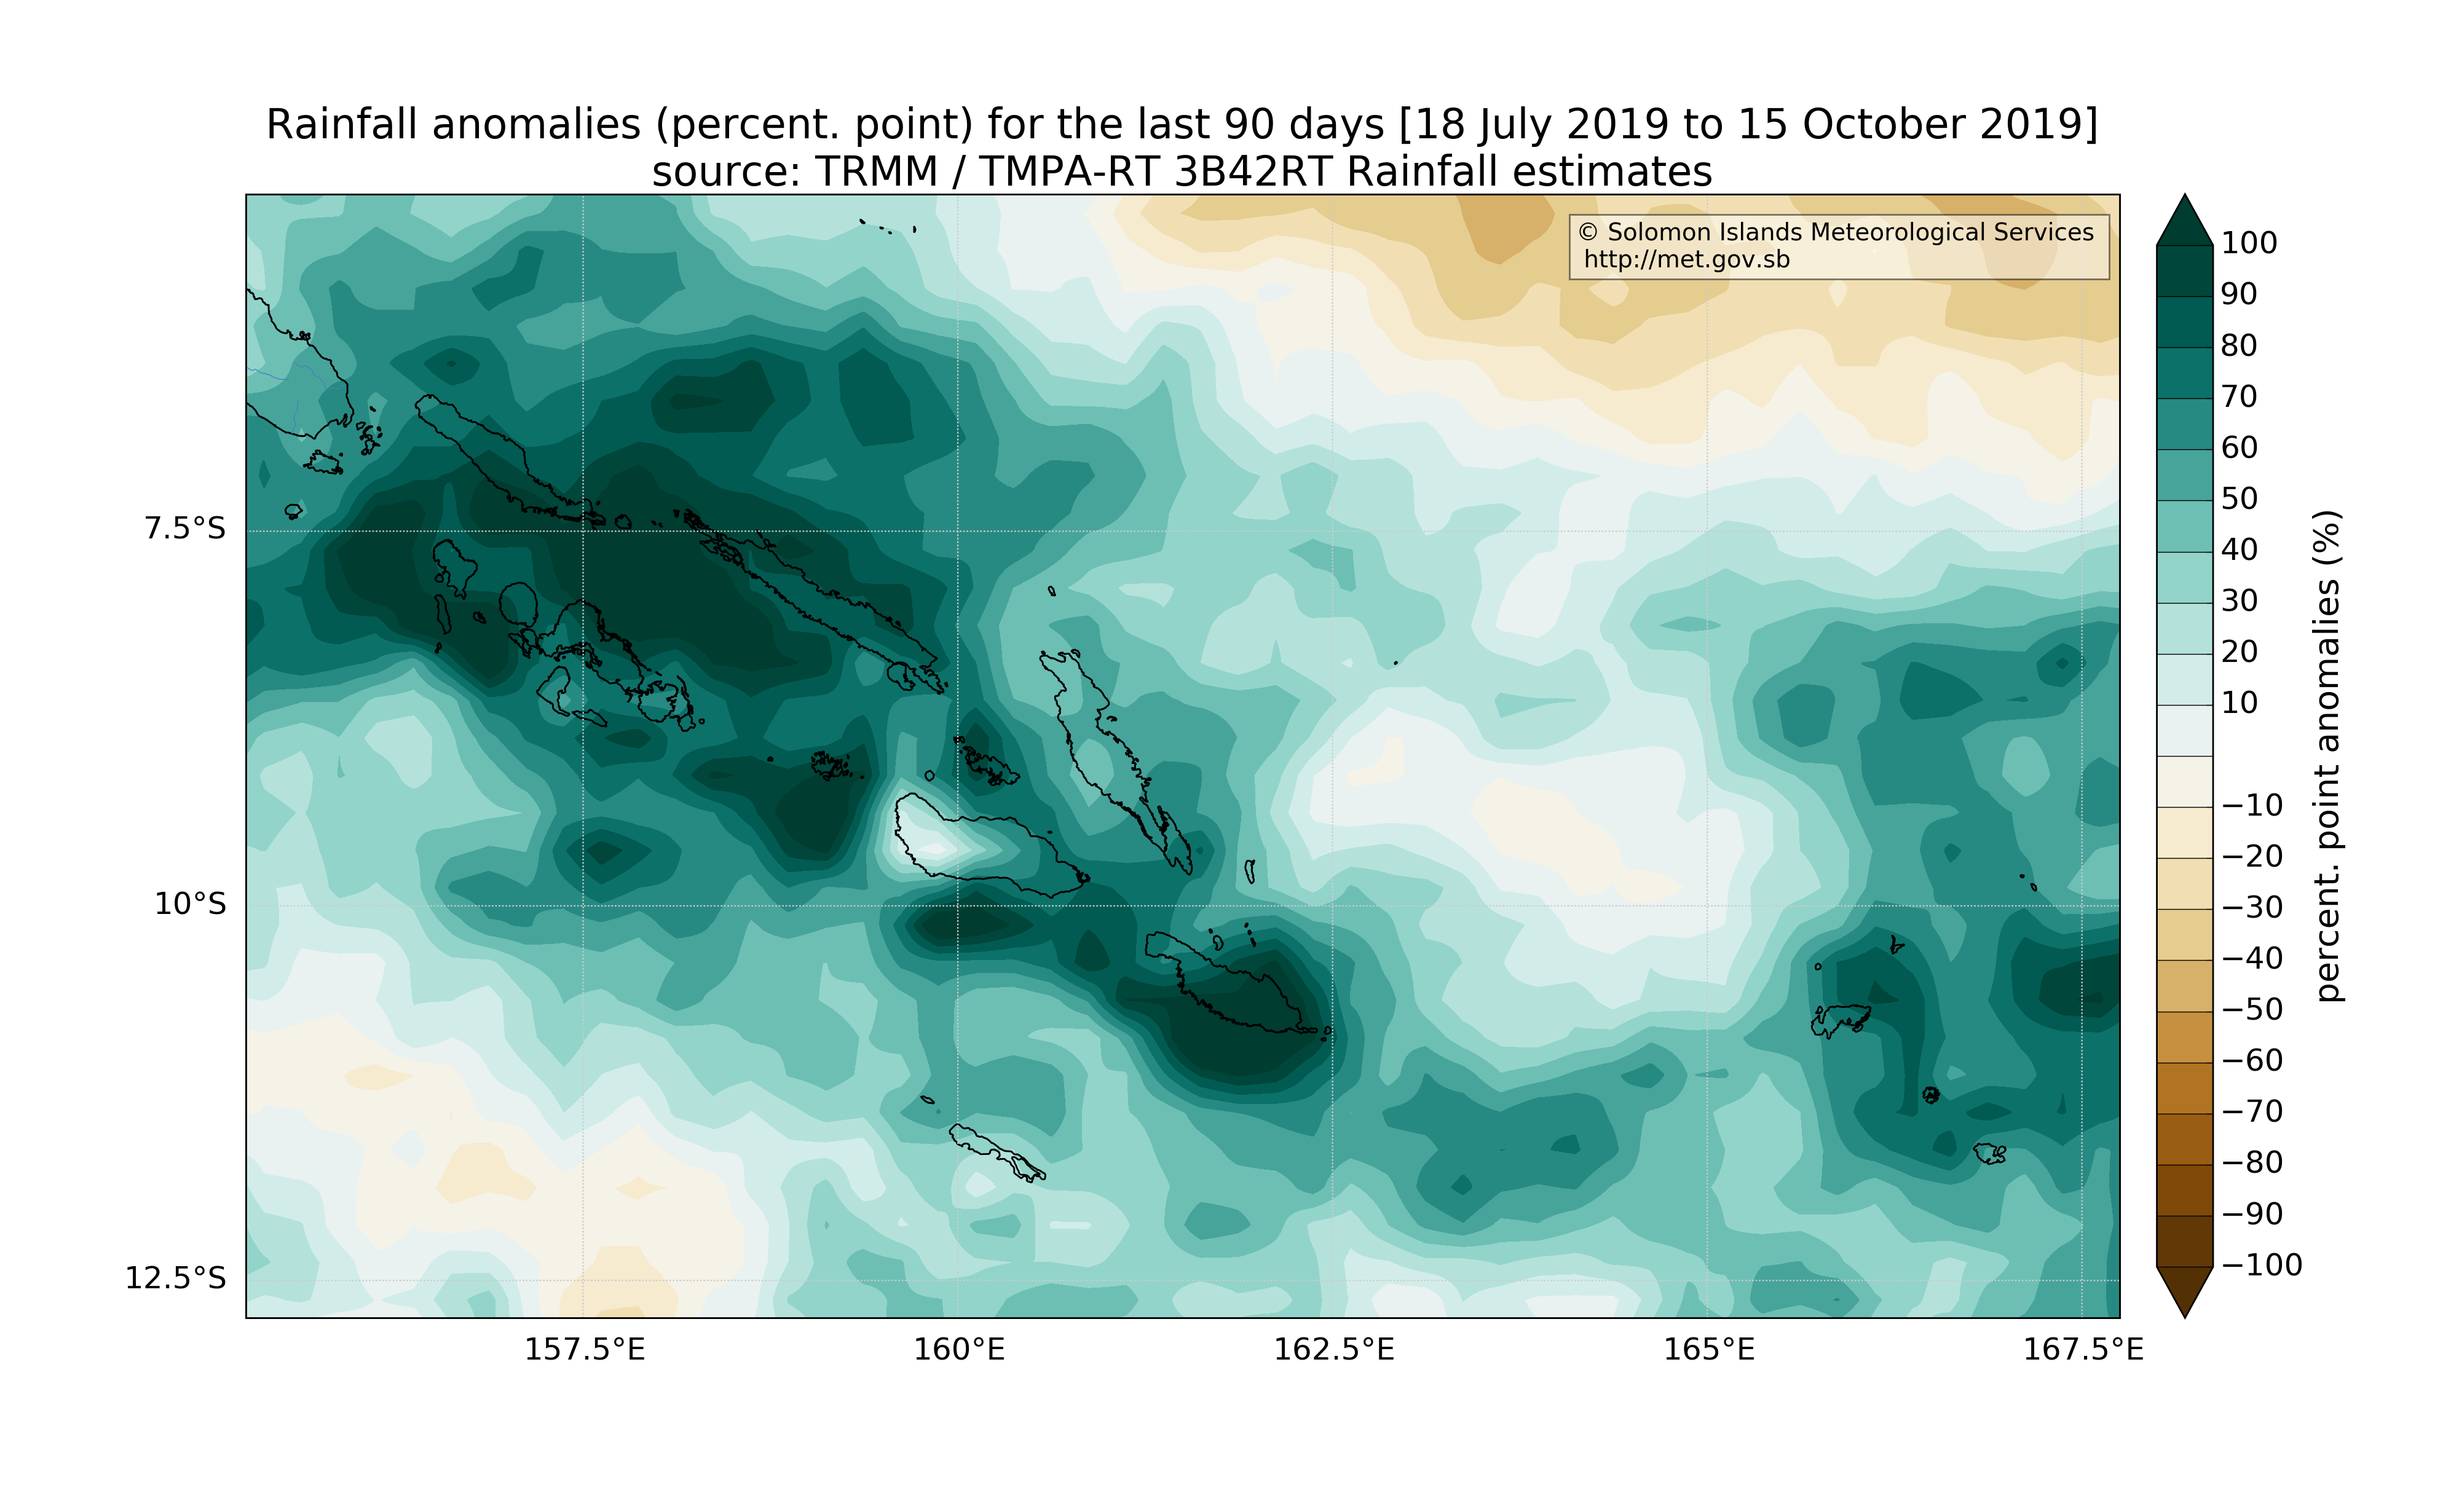 Rainfall anomalies (percent. point) for the last 90 days [18 July 2019 to 15 October 2019]
source: TRMM / TMPA-RT 3B42RT Rainfall estimates
© Solomon Islands Meteorological Services
http://met.gov.sb
7.5°S
10°S
12.5°S
157.5°E
160°E
162.5°E
165°E
167.5°E
100
90
80
70
60
50
40
30
20
10
−10
−20
−30
−40
−50
−60
−70
−80
−90
−100
percent. point anomalies (%)